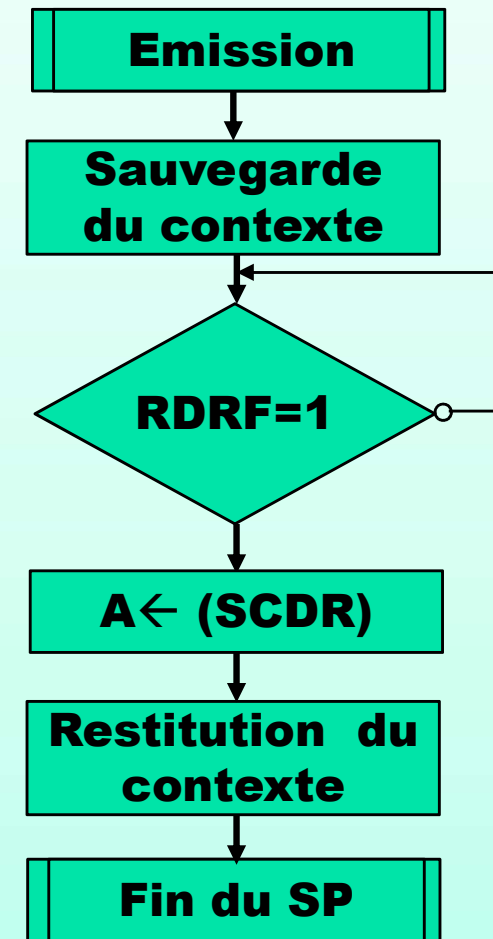 Emission
Sauvegarde
du contexte
RDRF=1
A← (SCDR)
Restitution du
contexte
Fin du SP